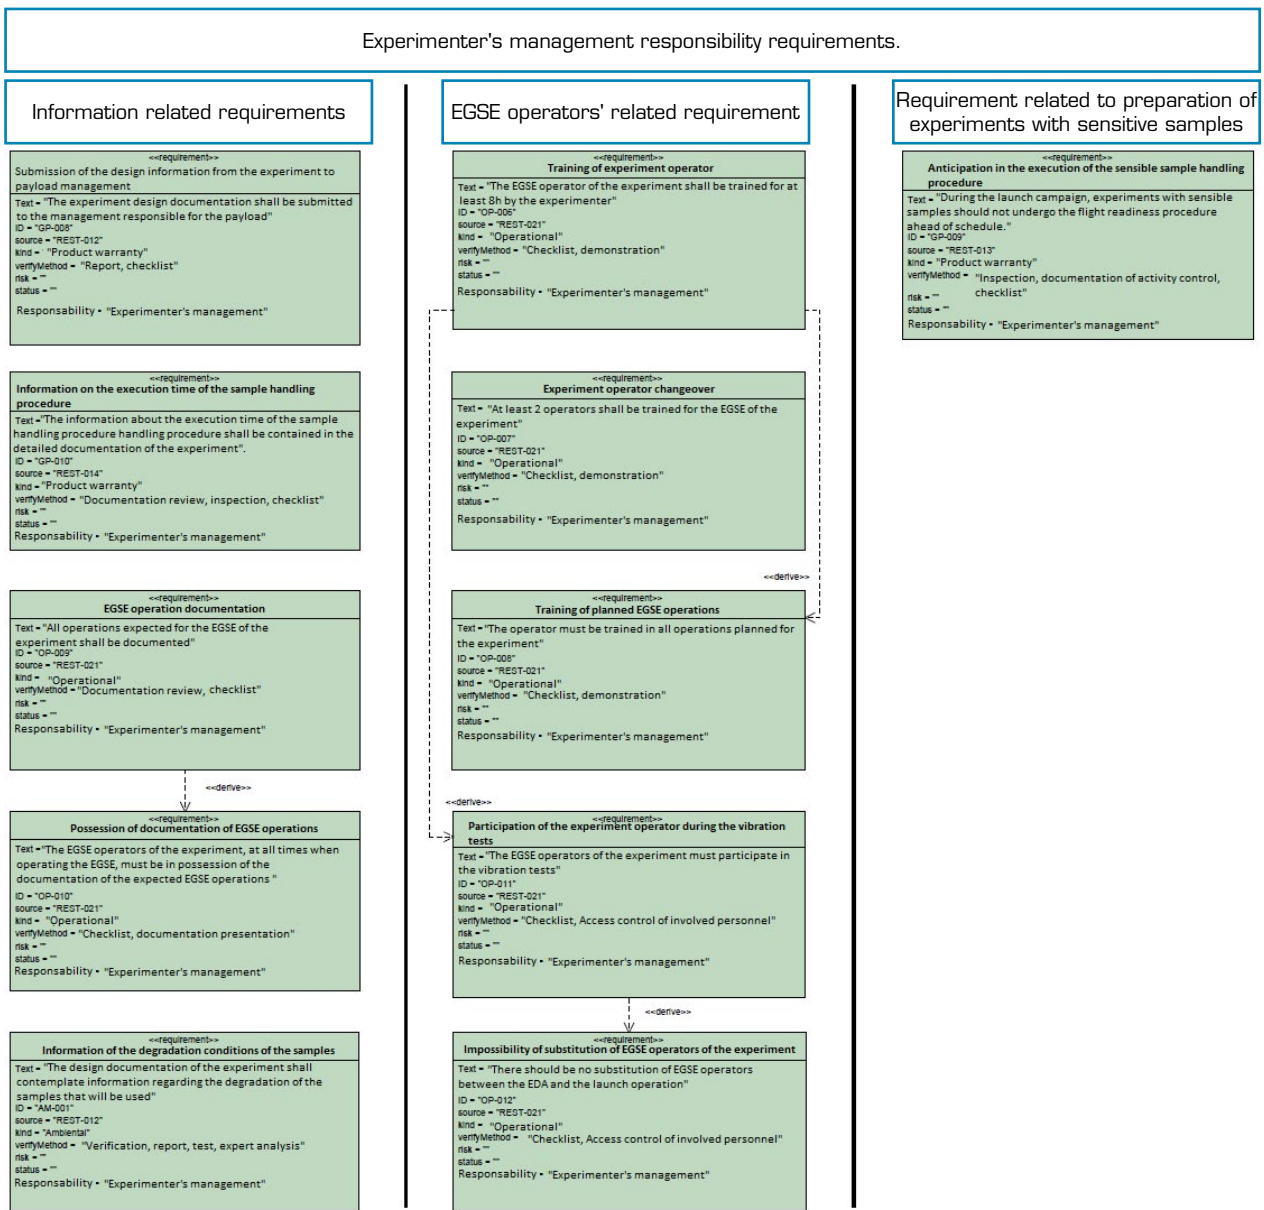 Experimenter's management responsibility requirements.
Information related requirements
<<requirement>>
Submission of the design information from the experiment to
payload management
Text = "The experiment design documentation shall be submitted
to the management responsible for the payload"
ID = "GP-008"
source = "REST-012"
kind = "Product warranty"
verifyMethod = "Report, checklist"
risk = ""
status = ""
Responsability = "Experimenter's management"
<<requirement>>
Information on the execution time of the sample handling
procedure
Text = "The information about the execution time of the sample
handling procedure handling procedure shall be contained in the
detailed documentation of the experiment".
ID = "GP-010"
source = "REST-014"
kind = "Product warranty"
verifyMethod = "Documentation review, inspection, checklist"
risk = ""
status = ""
Responsability = "Experimenter's management"
<<requirement>>
EGSE operation documentation
Text = "All operations expected for the EGSE of the
experiment shall be documented"
ID = "OP-009"
source = "REST-021"
kind = "Operational"
verifyMethod = "Documentation review, checklist"
risk = ""
status = ""
Responsability = "Experimenter's management"
<<derive>>
<<requirement>>
Possession of documentation of EGSE operations
Text = "The EGSE operators of the experiment, at all times when
operating the EGSE, must be in possession of the
documentation of the expected EGSE operations "
ID = "OP-010"
source = "REST-021"
kind = "Operational"
verifyMethod = "Checklist, documentation presentation"
risk = ""
status = ""
Responsability = "Experimenter's management"
<<requirement>>
Information of the degradation conditions of the samples
Text = "The design documentation of the experiment shall
contemplate information regarding the degradation of the
samples that will be used"
ID = "AM-001"
source = "REST-012"
kind = "Ambiental"
verifyMethod = "Verification, report, test, expert analysis"
risk = ""
status = ""
Responsability = "Experimenter's management"
EGSE operators' related requirement
<<requirement>>
Training of experiment operator
Text = "The EGSE operator of the experiment shall be trained for at
least 8h by the experimenter"
ID = "OP-006"
source = "REST-021"
kind = "Operational"
verifyMethod = "Checklist, demonstration"
risk = ""
status = ""
Responsability = "Experimenter's management"
<<requirement>>
Experiment operator changeover
Text = "At least 2 operators shall be trained for the EGSE of the
experiment"
ID = "OP-007"
source = "REST-021"
kind = "Operational"
verifyMethod = "Checklist, demonstration"
risk = ""
status = ""
Responsability = "Experimenter's management"
<<derive>>
<<requirement>>
Training of planned EGSE operations
Text = "The operator must be trained in all operations planned for
the experiment"
ID = "OP-008"
source = "REST-021"
kind = "Operational"
verifyMethod = "Checklist, demonstration"
risk = ""
status = ""
Responsability = "Experimenter's management"
<<derive>>
<<requirement>>
Participation of the experiment operator during the vibration
tests
Text = "The EGSE operators of the experiment must participate in
the vibration tests"
ID = "OP-011"
source = "REST-021"
kind = "Operational"
verifyMethod = "Checklist, Access control of involved personnel"
risk = ""
status = ""
Responsability = "Experimenter's management"
<<derive>>
<<requirement>>
Impossibility of substitution of EGSE operators of the experiment
Text = "There should be no substitution of EGSE operators
between the EDA and the launch operation"
ID = "OP-012"
source = "REST-021"
kind = "Operational"
verifyMethod = "Checklist, Access control of involved personnel"
risk = ""
status = ""
Responsability = "Experimenter's management"
Requirement related to preparation of
experiments with sensitive samples
<<requirement>>
Anticipation in the execution of the sensible sample handling
procedure
Text = "During the launch campaign, experiments with sensible
samples should not undergo the flight readiness procedure
ahead of schedule."
ID = "GP-009"
source = "REST-013"
kind = "Product warranty"
verifyMethod = "Inspection, documentation of activity control,
checklist"
risk = ""
status = ""
Responsability = "Experimenter's management"